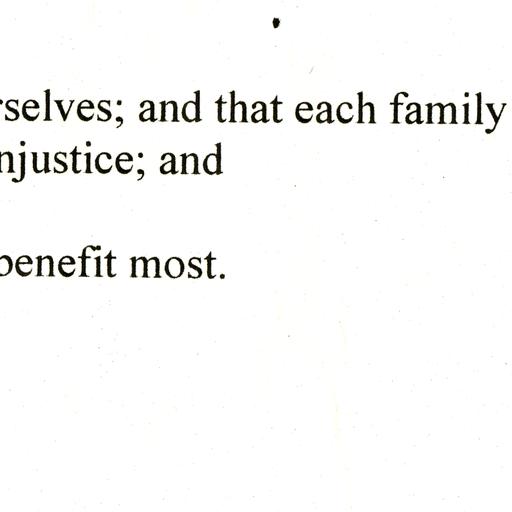 rselves; and that each family
njustice; and
benefit most.